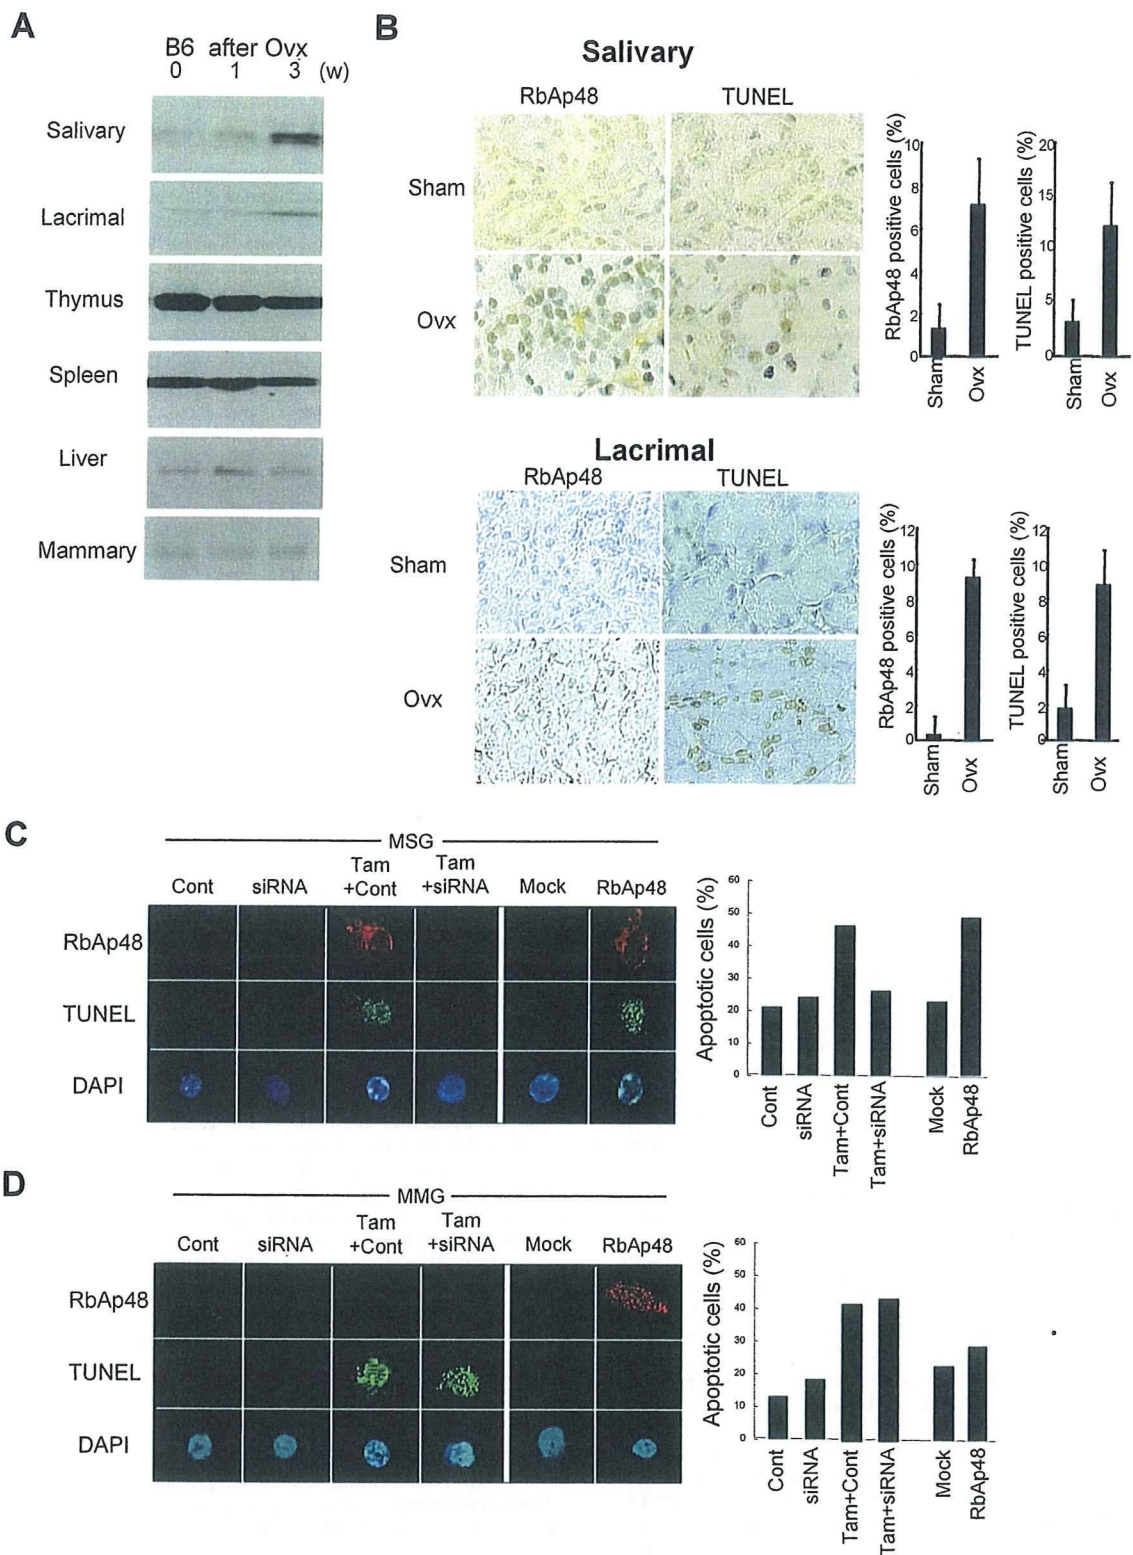 A
B6 after Ovx
0 1 3 (w)
Salivary
Lacrimal
Thymus
Spleen
Liver
Mammary
B
Salivary
RbAp48 TUNEL
Sham
Ovx
RbAp48 positive cells (%)
10
8
6
4
2
0
Sham
Ovx
TUNEL positive cells (%)
20
15
10
5
0
Sham
Ovx
Lacrimal
RbAp48 TUNEL
Sham
Ovx
RbAp48 positive cells (%)
12
10
8
6
4
2
0
Sham
Ovx
TUNEL positive cells (%)
12
10
8
6
4
2
0
Sham
Ovx
C
MSG
Cont siRNA Tam +Cont Tam +siRNA Mock RbAp48
RbAp48
TUNEL
DAPI
Apoptotic cells (%)
60
50
40
30
20
10
0
Cont
siRNA
Tam+Cont
Tam+siRNA
Mock
RbAp48
D
MMG
Cont siRNA Tam +Cont Tam +siRNA Mock RbAp48
RbAp48
TUNEL
DAPI
Apoptotic cells (%)
60
50
40
30
20
10
0
Cont
siRNA
Tam+Cont
Tam+siRNA
Mock
RbAp48